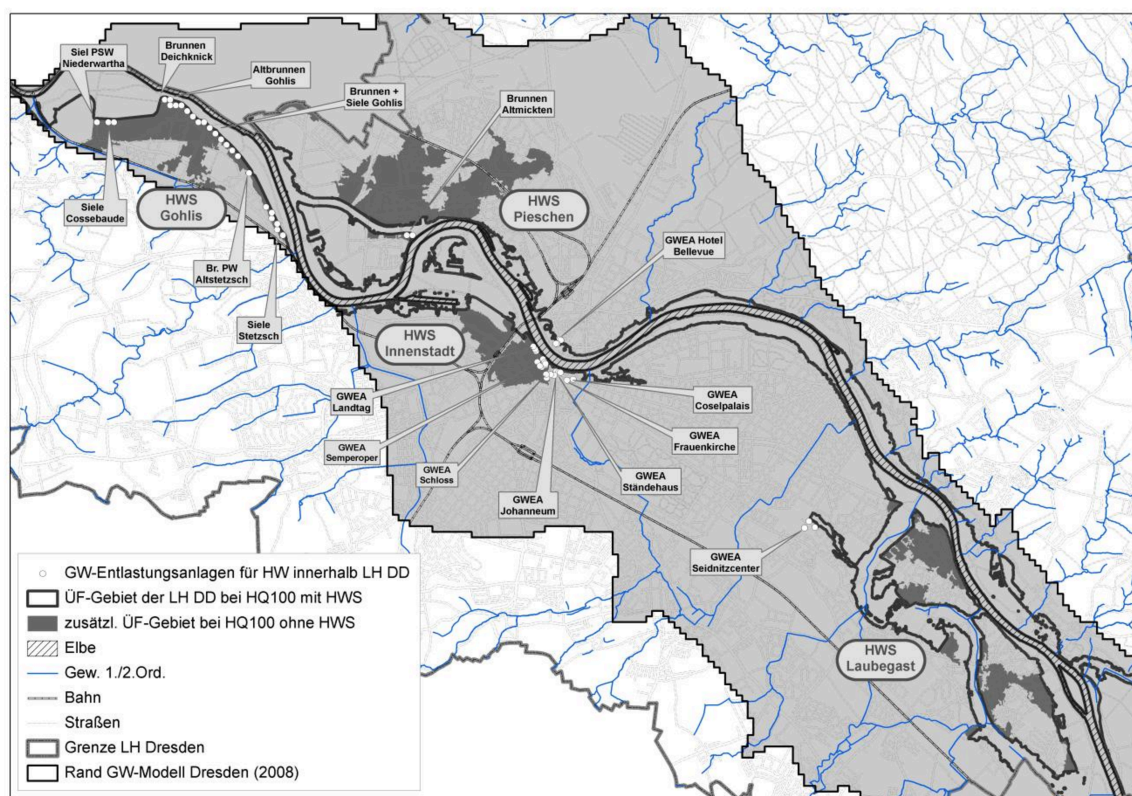 Siel PSW
Niederwartha
Brunnen
Deichknick
Altbrunnen
Gohlis
Brunnen +
Siele Gohlis
Brunnen
Altmickten
Siele
Cossebaude
HWS
Gohlis
HWS
Pieschen
Br. PW
Altstetzsch
GWEA Hotel
Bellevue
Siele
Stetzsch
HWS
Innenstadt
GWEA
Landtag
GWEA
Coselpalais
GWEA
Semperoper
GWEA
Frauenkirche
GWEA
Schloss
GWEA
Ständehaus
GWEA
Johanneum
GWEA
Seidnitzcenter
HWS
Laubegast
GW-Entlastungsanlagen für HW innerhalb LH DD
ÜF-Gebiet der LH DD bei HQ100 mit HWS
zusätzl. ÜF-Gebiet bei HQ100 ohne HWS
Elbe
Gew. 1./2.Ord.
Bahn
Straßen
Grenze LH Dresden
Rand GW-Modell Dresden (2008)